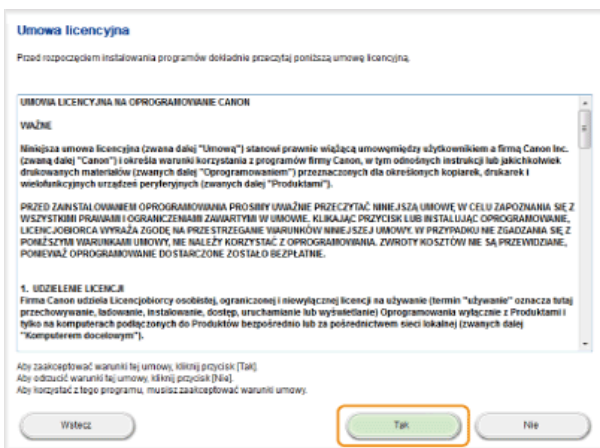 Umowa licencyjna
Przed rozpoczęciem instalowania programów dokładnie przeczytaj poniższą umowę licencyjną.
UMOWA LICENCYJNA NA OPROGRAMOWANIE CANON
WAŻNE
Niniejsza umowa licencyjna (zwana dalej "Umową") stanowi prawnie wiążącą umowęmiędzy użytkownikiem a firmą Canon Inc.
(zwaną dalej "Canon") i określa warunki korzystania z programów firmy Canon, w tym odnośnych instrukcji lub jakichkolwiek
drukowanych materiałów (zwanych dalej "Oprogramowaniem") przeznaczonych dla określonych kopiarek, drukarek i
wielofunkcyjnych urządzeń peryferyjnych (zwanych dalej "Produktami").
PRZED ZAINSTALOWANIEM OPROGRAMOWANIA PROSIMY UWAŻNIE PRZECZYTAĆ NINIEJSZĄ UMOWĘ W CELU ZAPOZNANIA SIĘ Z
WSZYSTKIMI PRAWAMI I OGRANICZENIAMI ZAWARTYMI W UMOWIE. KLIKAJĄC PRZYCISK LUB INSTALUJĄC OPROGRAMOWANIE,
LICENCJOBIORCA WYRAŻA ZGODĘ NA PRZESTRZEGANIE WARUNKÓW NINIEJSZEJ UMOWY. W PRZYPADKU NIE ZGADZANIA SIĘ Z
PONIŻSZYMI WARUNKAMI UMOWY, NIE NALEŻY KORZYSTAĆ Z OPROGRAMOWANIA. ZWROTY KOSZTÓW NIE SĄ PRZEWIDZIANE,
PONIEWAŻ OPROGRAMOWANIE DOSTARCZONE ZOSTAŁO BEZPŁATNIE.
1. UDZIELENIE LICENCJI
Firma Canon udziela Licencjobiorcy osobistej, ograniczonej i niewyłącznej licencji na używanie (termin "używanie" oznacza tutaj
przechowywanie, ładowanie, instalowanie, dostęp, uruchamianie lub wyświetlanie) Oprogramowania wyłącznie z Produktami i
tylko na komputerach podłączonych do Produktów bezpośrednio lub za pośrednictwem sieci lokalnej (zwanych dalej
"Komputerem docelowym").
Aby zaakceptować warunki tej umowy, kliknij przycisk [Tak].
Aby odrzucić warunki tej umowy, kliknij przycisk [Nie].
Aby korzystać z tego programu, musisz zaakceptować warunki umowy.
Wstecz
Tak
Nie